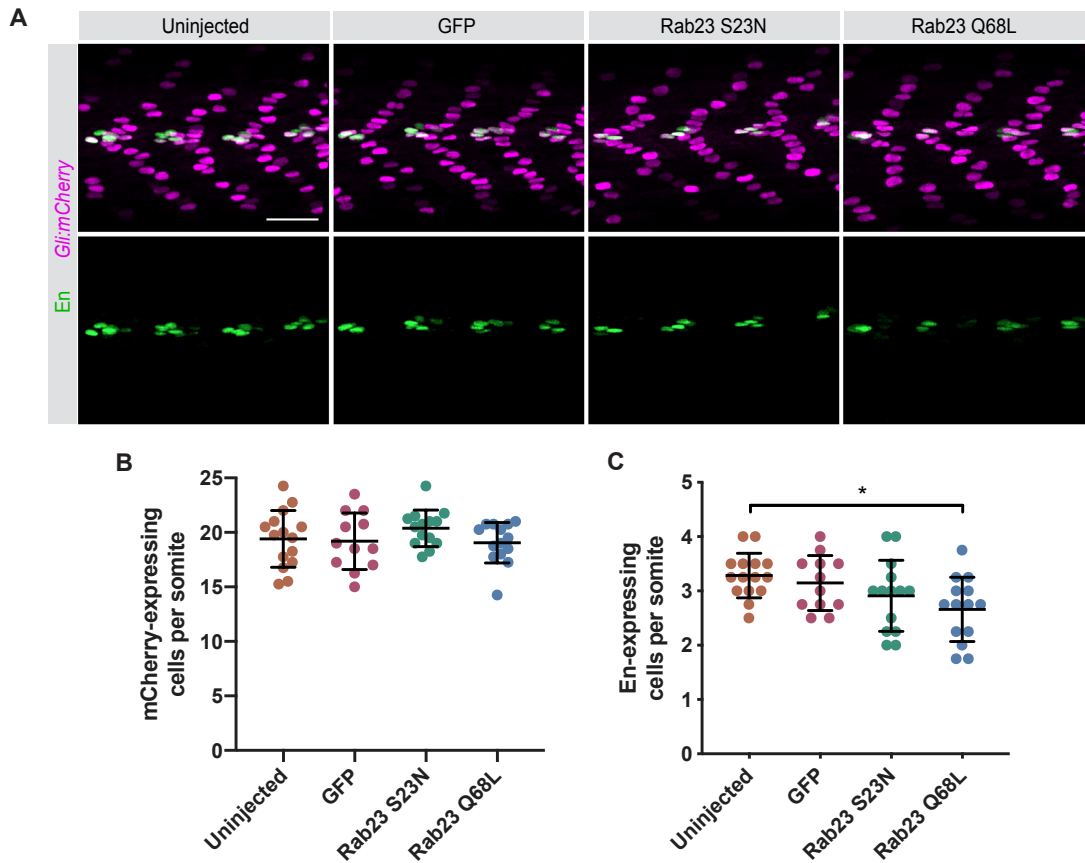 A
Uninjected
GFP
Rab23 S23N
Rab23 Q68L
En Gli:mCherry
B
mCherry-expressing
cells per somite
25
20
15
10
5
0
Uninjected
GFP
Rab23 S23N
Rab23 Q68L
C
En-expressing
cells per somite
5
4
3
2
1
0
*
Uninjected
GFP
Rab23 S23N
Rab23 Q68L